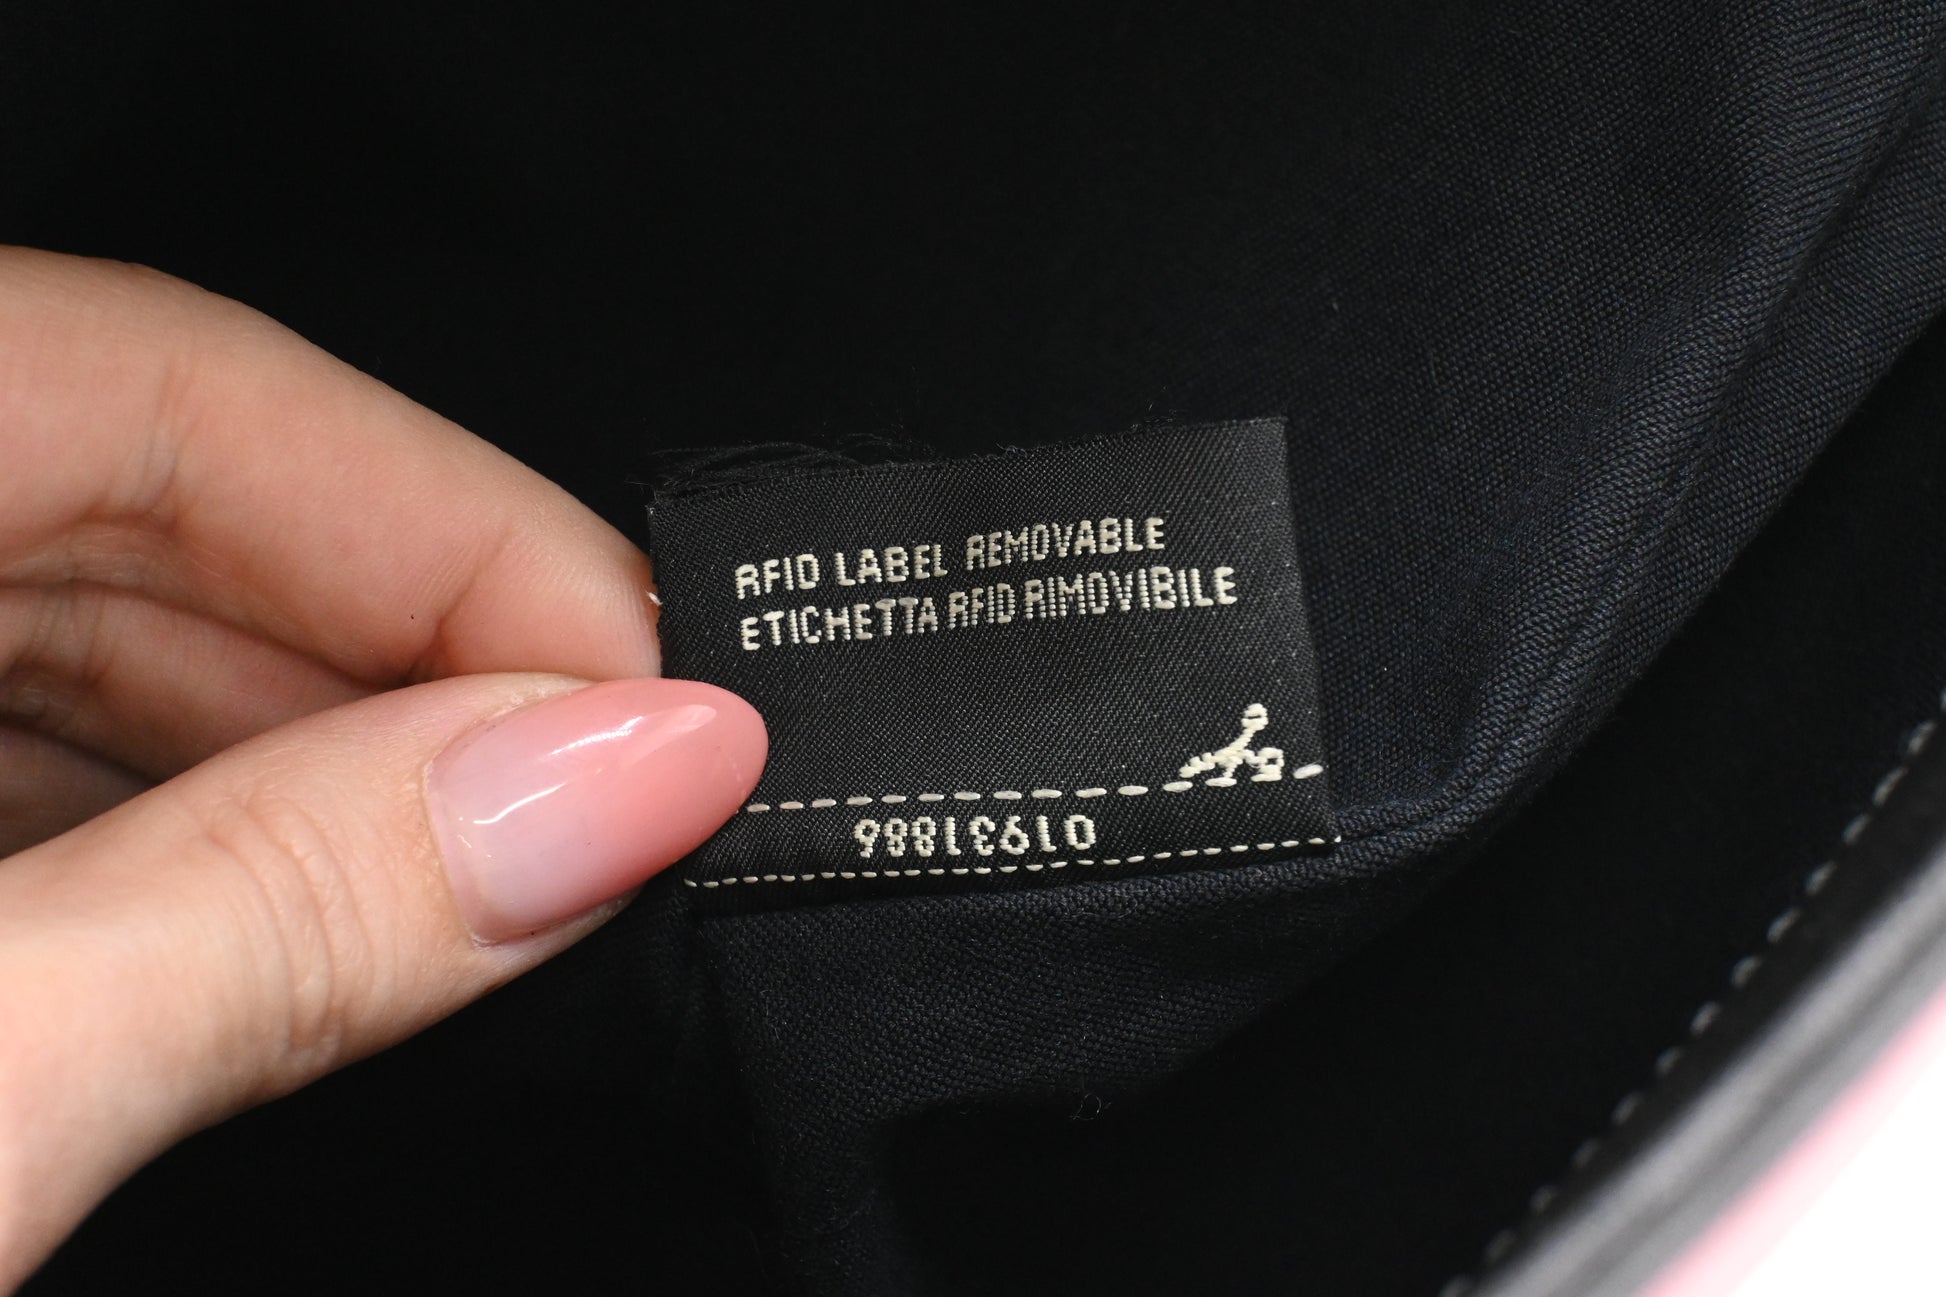 RFID LABEL REMOVABLE
ETICHETTA RFID RIMOVIBILE
01931886